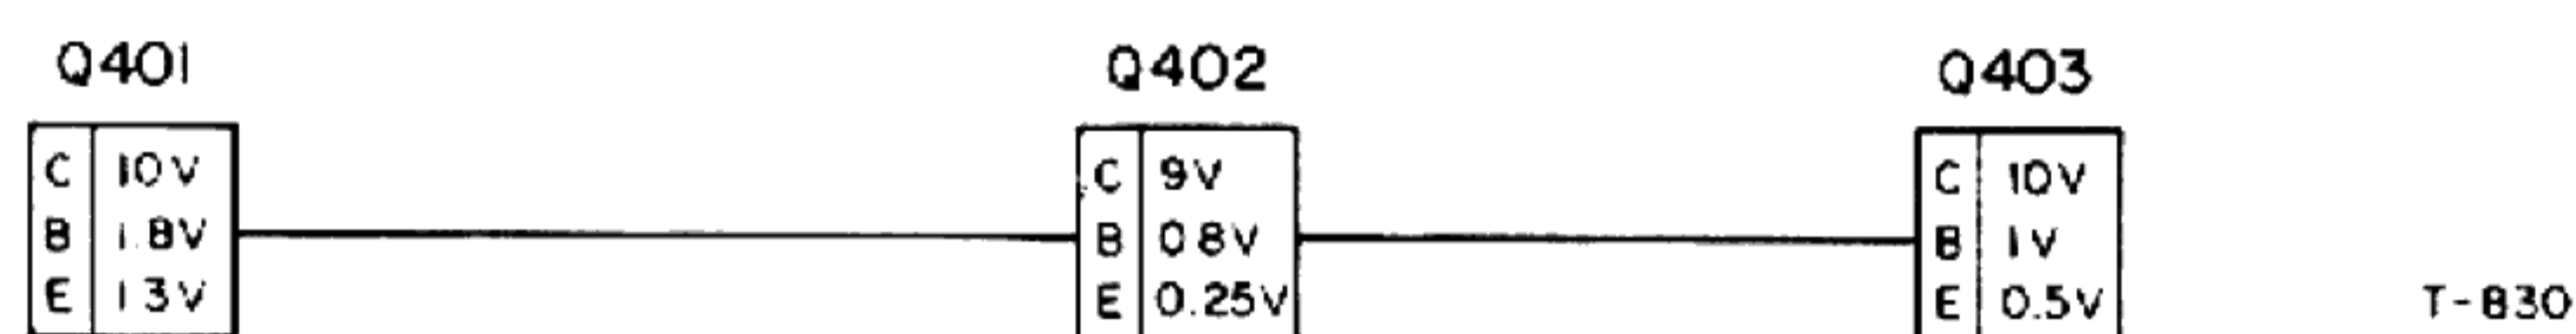 Q401 Q402 Q403
C 10V C 9V C 10V
B 1.8V B 0.8V B 1V
E 1.3V E 0.25V E 0.5V
T-830